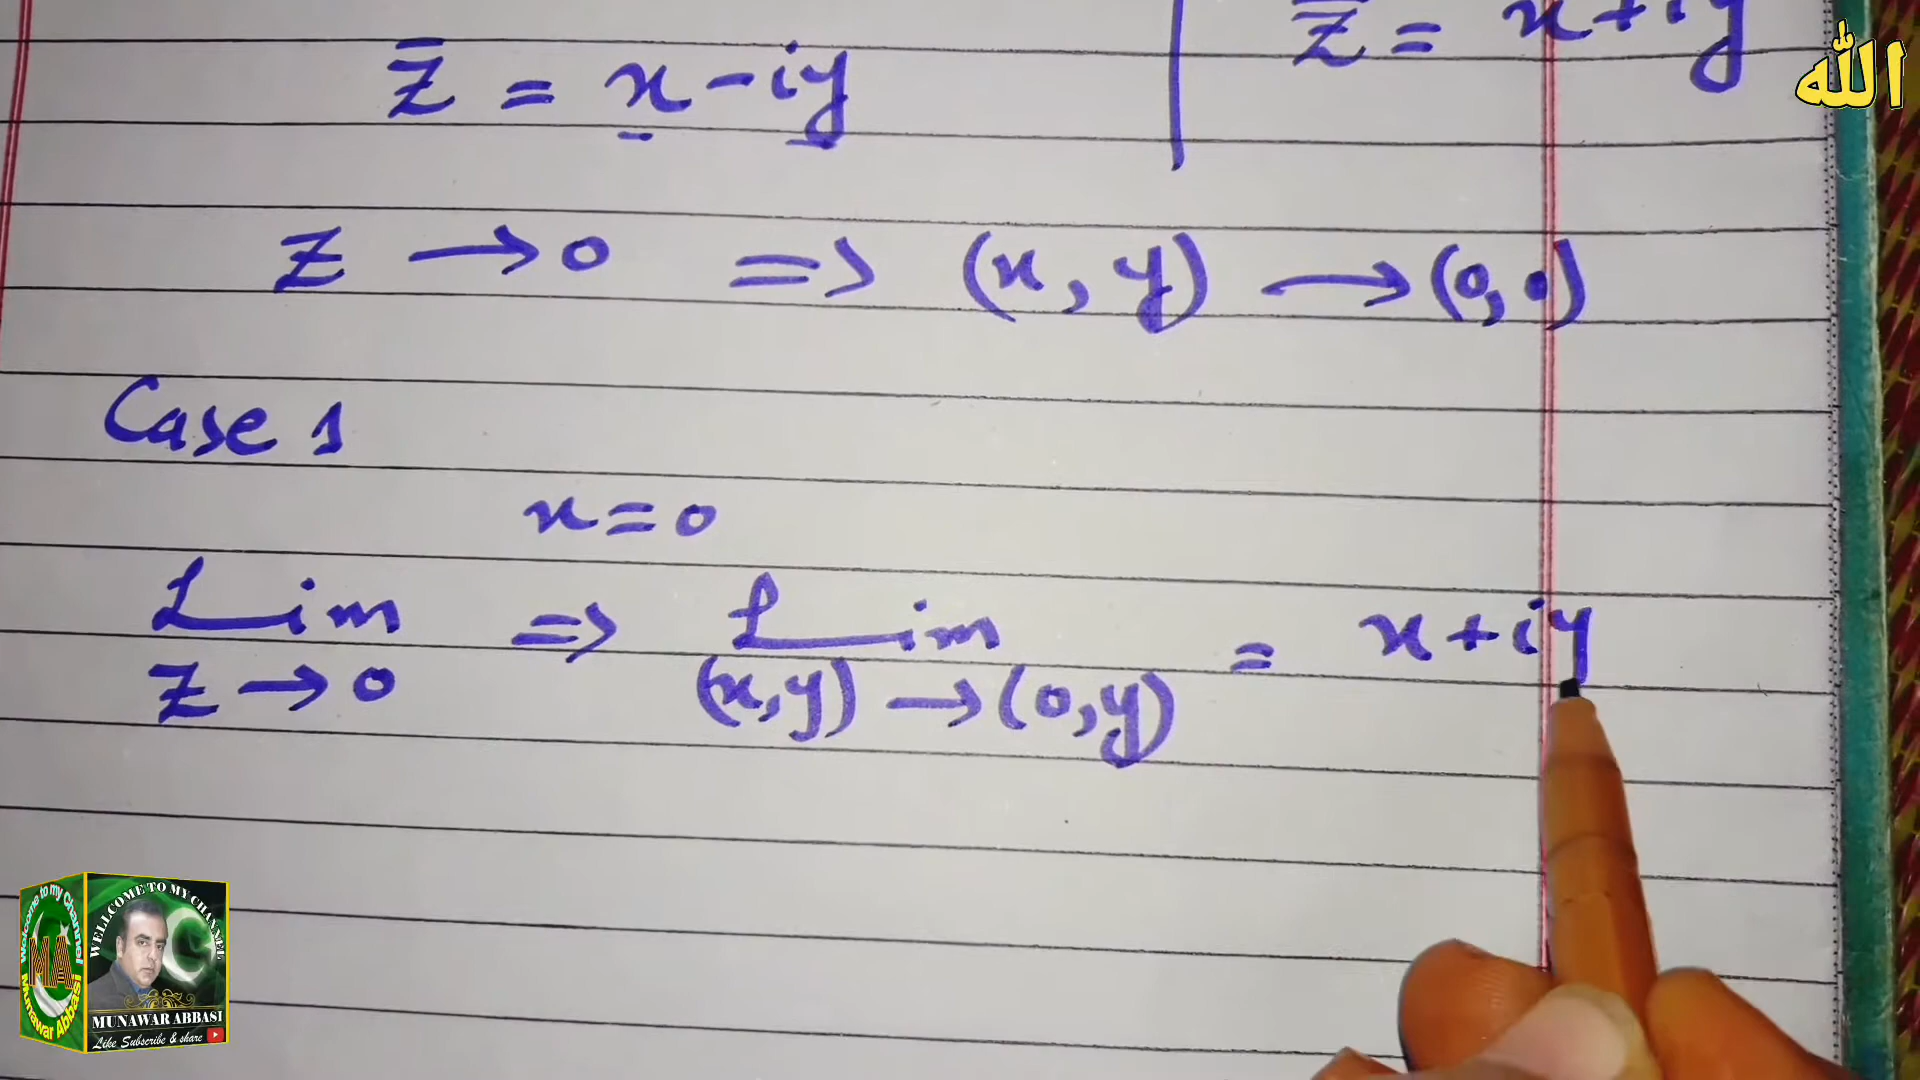 z̄ = x - iy
z̄ = x + iy
الله
z → 0 => (x, y) → (0, 0)
Case 1
x = 0
Lim z → 0 => Lim (x,y) → (0,y) = x + iy
Welcome to my Channel
MA
Munawar Abbasi
WELLCOME TO MY CHANNEL
MUNAWAR ABBASI
Like Subscribe & share